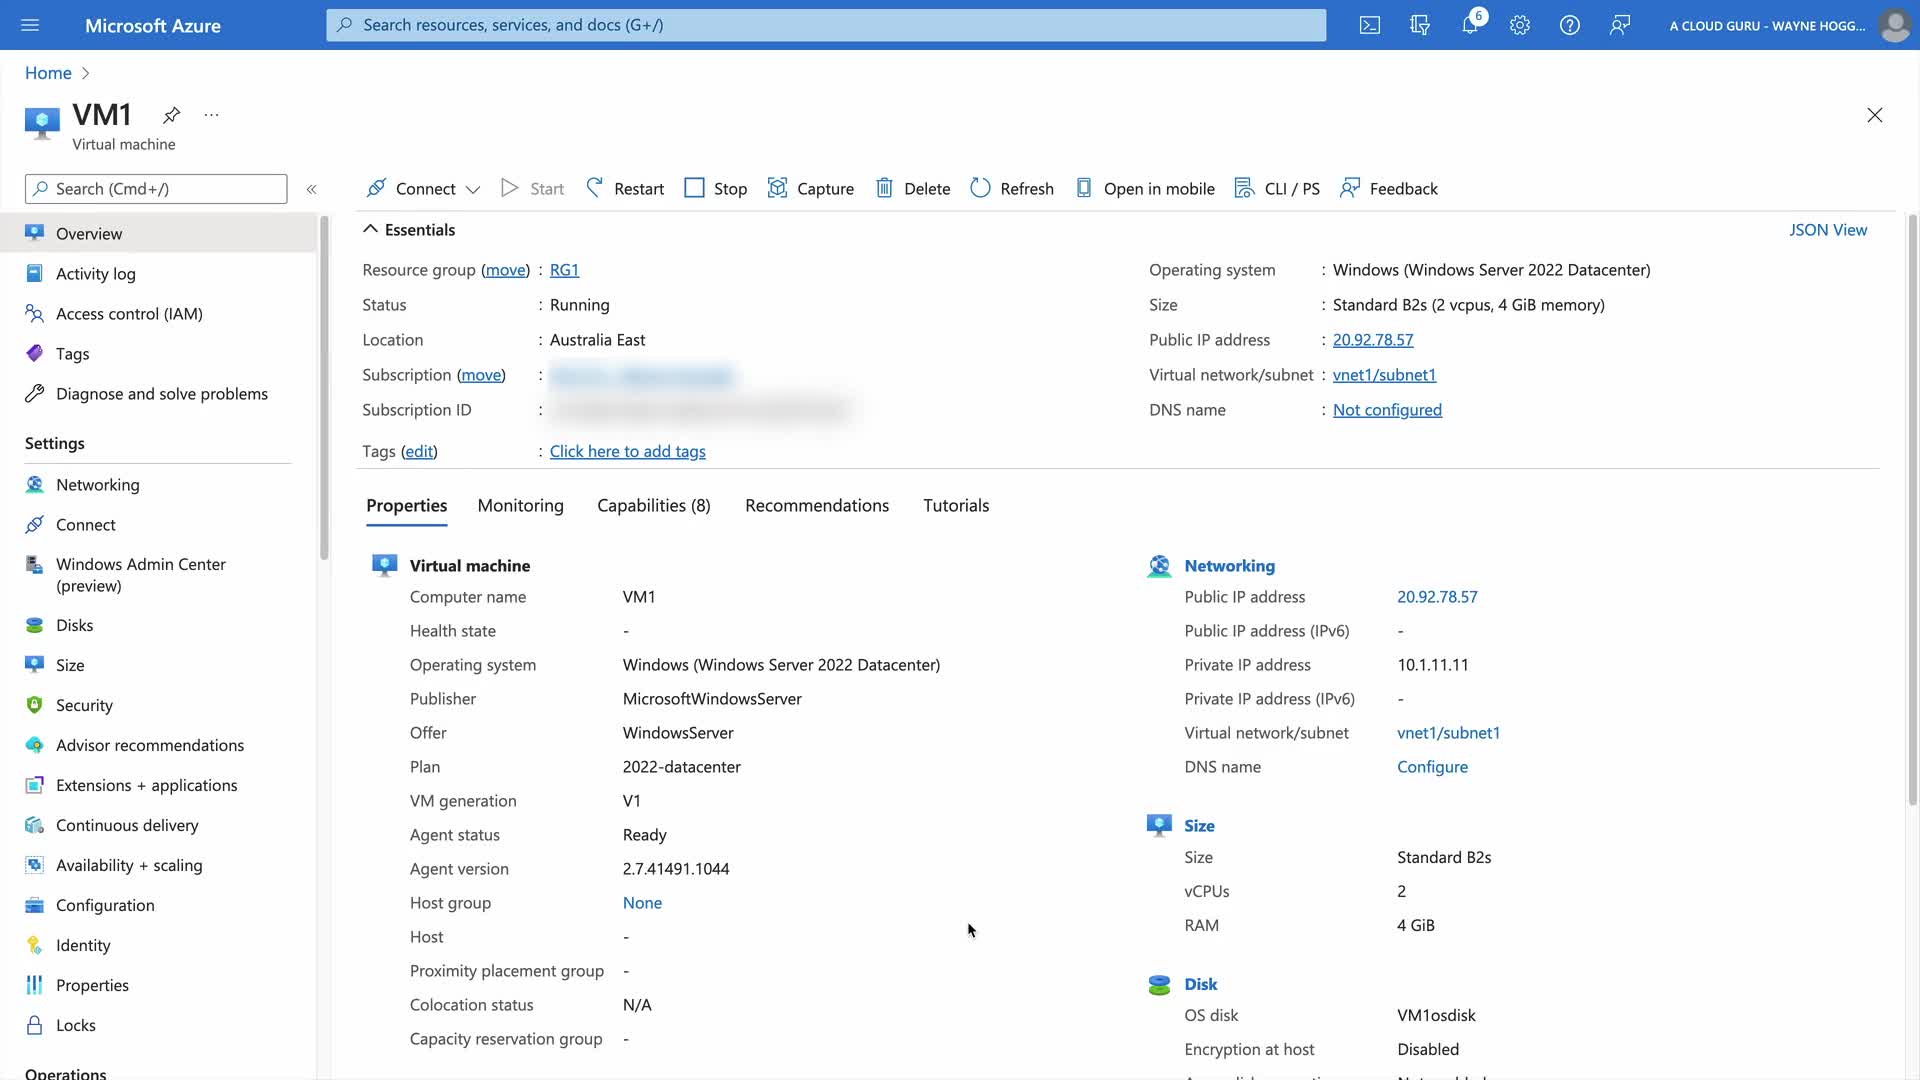 Microsoft Azure
Search resources, services, and docs (G+/)
6
A CLOUD GURU - WAYNE HOGG...
Home
VM1
Virtual machine
Search (Cmd+/)
Connect
Start
Restart
Stop
Capture
Delete
Refresh
Open in mobile
CLI / PS
Feedback
Overview
Activity log
Access control (IAM)
Tags
Diagnose and solve problems
Settings
Networking
Connect
Windows Admin Center
(preview)
Disks
Size
Security
Advisor recommendations
Extensions + applications
Continuous delivery
Availability + scaling
Configuration
Identity
Properties
Locks
Operations
Essentials
JSON View
Resource group (move) : RG1
Status : Running
Location : Australia East
Subscription (move) :
Subscription ID :
Tags (edit) : Click here to add tags
Operating system : Windows (Windows Server 2022 Datacenter)
Size : Standard B2s (2 vcpus, 4 GiB memory)
Public IP address : 20.92.78.57
Virtual network/subnet : vnet1/subnet1
DNS name : Not configured
Properties
Monitoring
Capabilities (8)
Recommendations
Tutorials
Virtual machine
Computer name VM1
Health state -
Operating system Windows (Windows Server 2022 Datacenter)
Publisher MicrosoftWindowsServer
Offer WindowsServer
Plan 2022-datacenter
VM generation V1
Agent status Ready
Agent version 2.7.41491.1044
Host group None
Host -
Proximity placement group -
Colocation status N/A
Capacity reservation group -
Networking
Public IP address 20.92.78.57
Public IP address (IPv6) -
Private IP address 10.1.11.11
Private IP address (IPv6) -
Virtual network/subnet vnet1/subnet1
DNS name Configure
Size
Size Standard B2s
vCPUs 2
RAM 4 GiB
Disk
OS disk VM1osdisk
Encryption at host Disabled